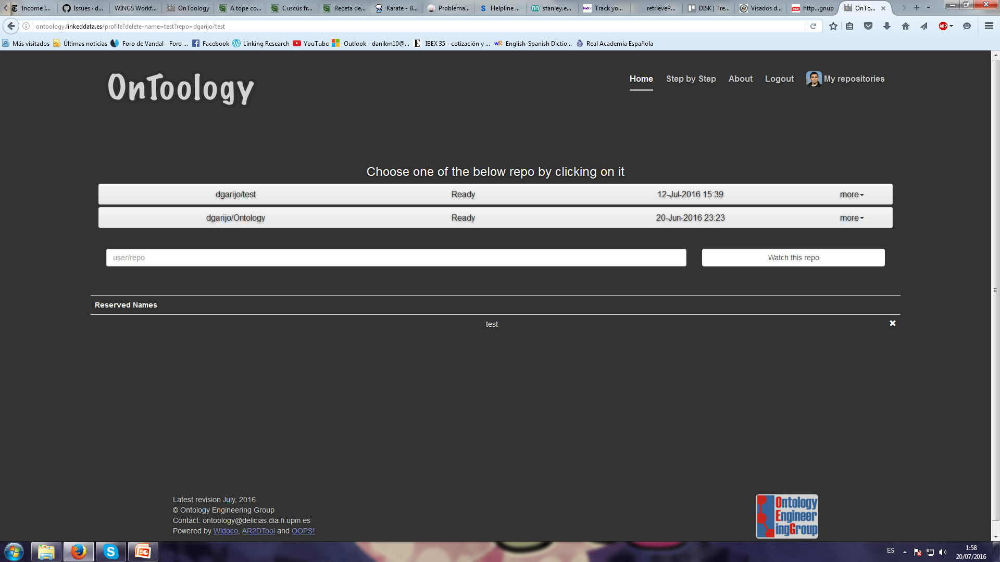 Income I...
Issues · d...
WINGS Workf...
OnToology
A tope co...
Cuscús fr...
Receta de...
Karate - B...
Problema...
Helpline ...
stanley.e...
Track yo...
retrieveP...
DISK | Tre...
Visados d...
http...gnup
OnTo...
ontoology.linkeddata.es/profile?delete-name=test?repo=dgarijo/test
ABP
Más visitados
Últimas noticias
Foro de Vandal - Foro ...
Facebook
Linking Research
YouTube
Outlook - danikm10@...
IBEX 35 - cotización y ...
English-Spanish Dictio...
Real Academia Española
OnToology
Home Step by Step About Logout My repositories
Choose one of the below repo by clicking on it
dgarijo/test Ready 12-Jul-2016 15:39 more
dgarijo/Ontology Ready 20-Jun-2016 23:23 more
user/repo Watch this repo
Reserved Names
test
Latest revision July, 2016
© Ontology Engineering Group
Contact: ontoology@delicias.dia.fi.upm.es
Powered by Widoco, AR2DTool and OOPS!
Ontology
Engineer
ingGroup
ES
1:58
20/07/2016